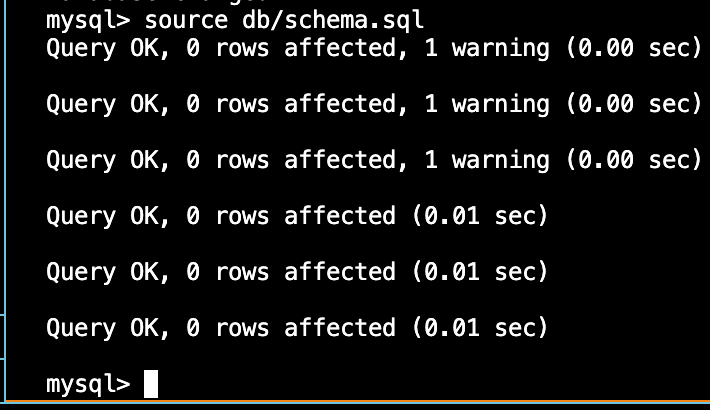 mysql> source db/schema.sql
Query OK, 0 rows affected, 1 warning (0.00 sec)
Query OK, 0 rows affected, 1 warning (0.00 sec)
Query OK, 0 rows affected, 1 warning (0.00 sec)
Query OK, 0 rows affected (0.01 sec)
Query OK, 0 rows affected (0.01 sec)
Query OK, 0 rows affected (0.01 sec)
mysql>